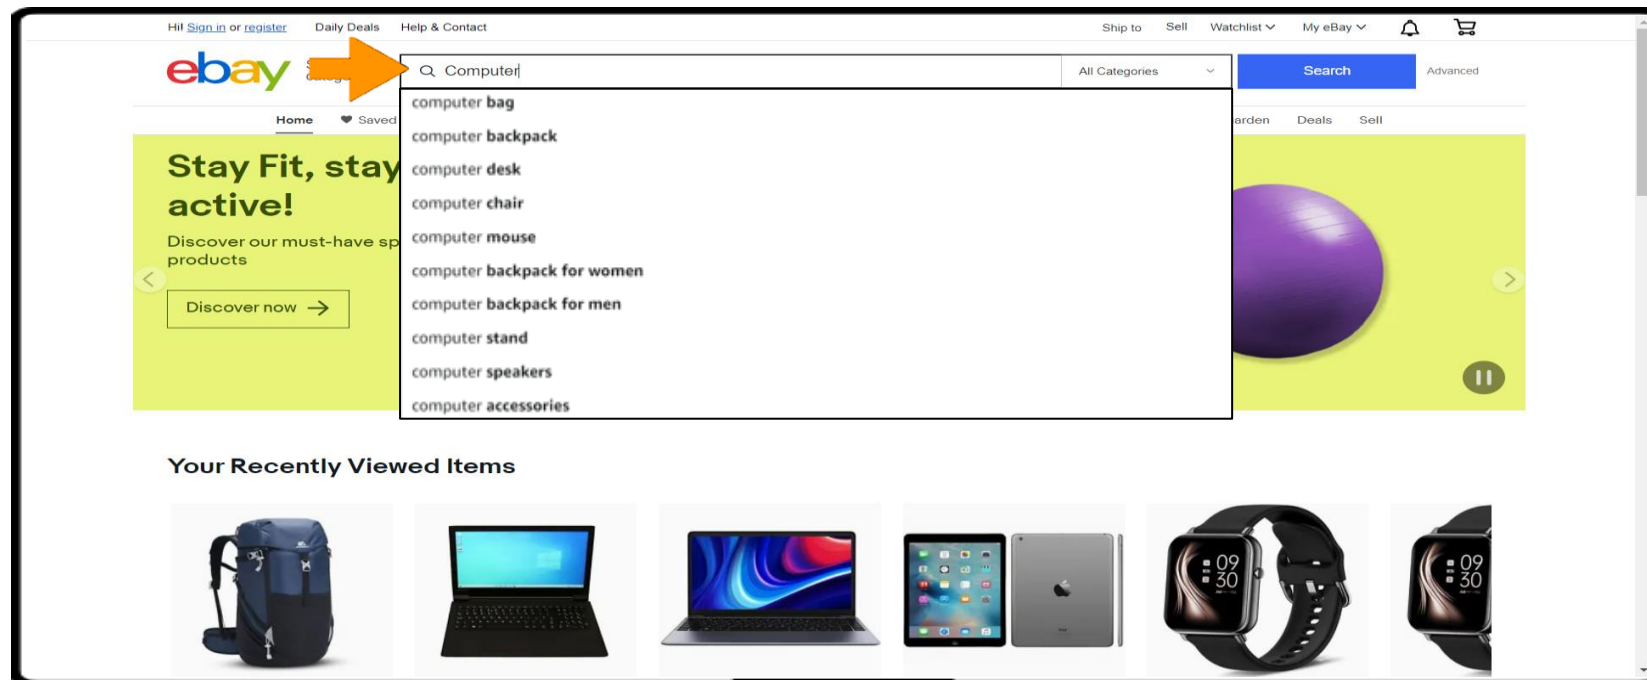 Hi! Sign in or register Daily Deals Help & Contact Ship to Sell Watchlist My eBay
ebay Computer All Categories Search Advanced
computer bag
Home Saved arden Deals Sell
computer backpack
Stay Fit, stay
active!
computer desk
computer chair
Discover our must-have sp
products
computer mouse
computer backpack for women
Discover now
computer backpack for men
computer stand
computer speakers
computer accessories
Your Recently Viewed Items
09
30
09
30